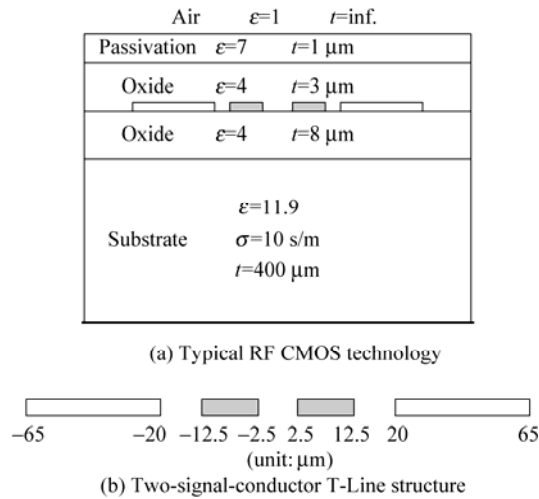 Air ε=1 t=inf.
Passivation ε=7 t=1 μm
Oxide ε=4 t=3 μm
Oxide ε=4 t=8 μm
ε=11.9
Substrate σ=10 s/m
t=400 μm
(a) Typical RF CMOS technology
−65 −20 −12.5 −2.5 2.5 12.5 20 65
(unit: μm)
(b) Two-signal-conductor T-Line structure